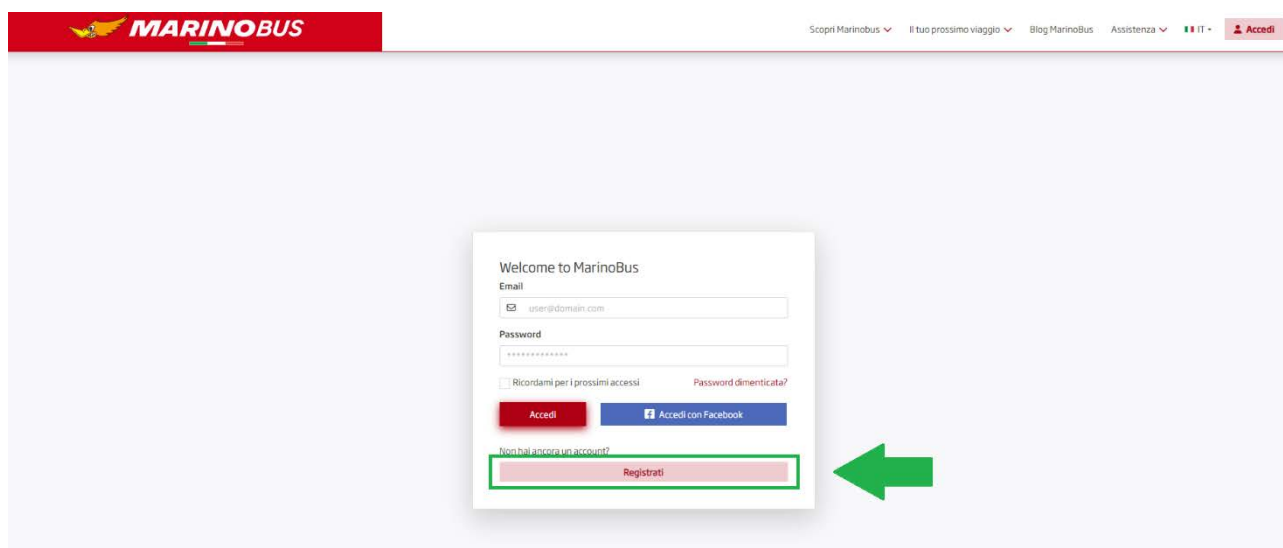 MARINOBUS
Scopri Marinobus Il tuo prossimo viaggio Blog MarinoBus Assistenza IT Accedi
Welcome to MarinoBus
Email
user@domain.com
Password
*************
Ricordami per i prossimi accessi Password dimenticata?
Accedi Accedi con Facebook
Non hai ancora un account?
Registrati